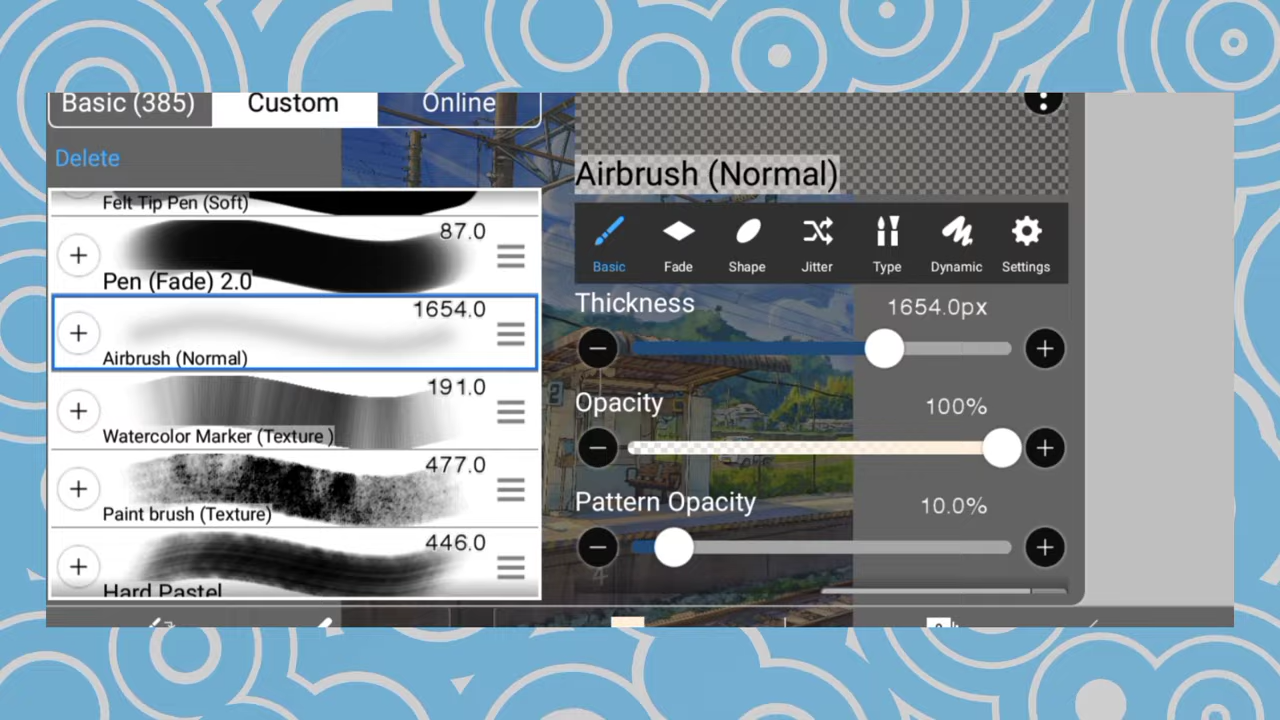 Basic (385) Custom Online
Delete
Felt Tip Pen (Soft)
87.0
Pen (Fade) 2.0
1654.0
Airbrush (Normal)
191.0
Watercolor Marker (Texture )
477.0
Paint brush (Texture)
446.0
Hard Pastel
Airbrush (Normal)
Basic Fade Shape Jitter Type Dynamic Settings
Thickness 1654.0px
Opacity 100%
Pattern Opacity 10.0%
2
4